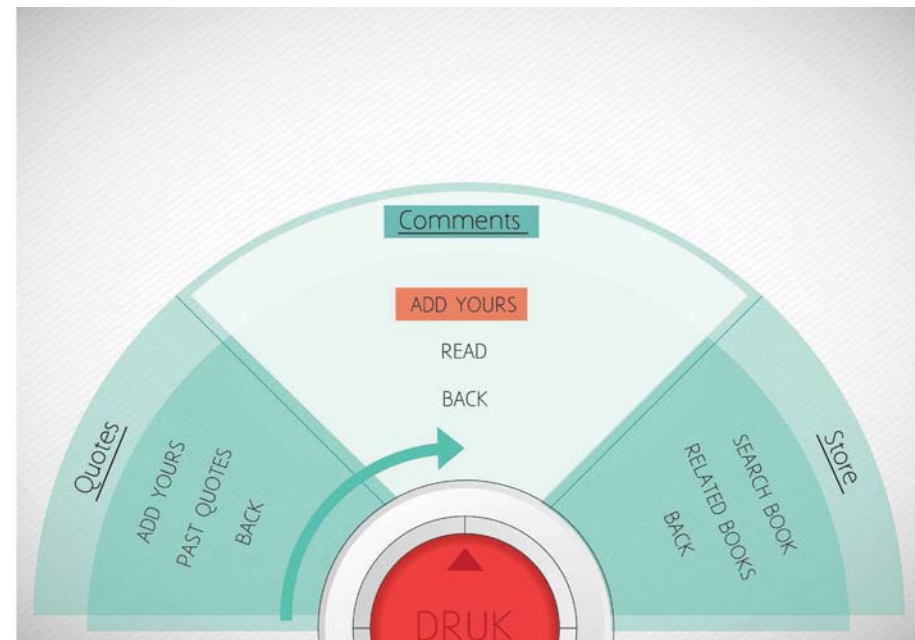 Comments
ADD YOURS
READ
BACK
Quotes
ADD YOURS
PAST QUOTES
BACK
Store
SEARCH BOOK
RELATED BOOKS
BACK
DRUK